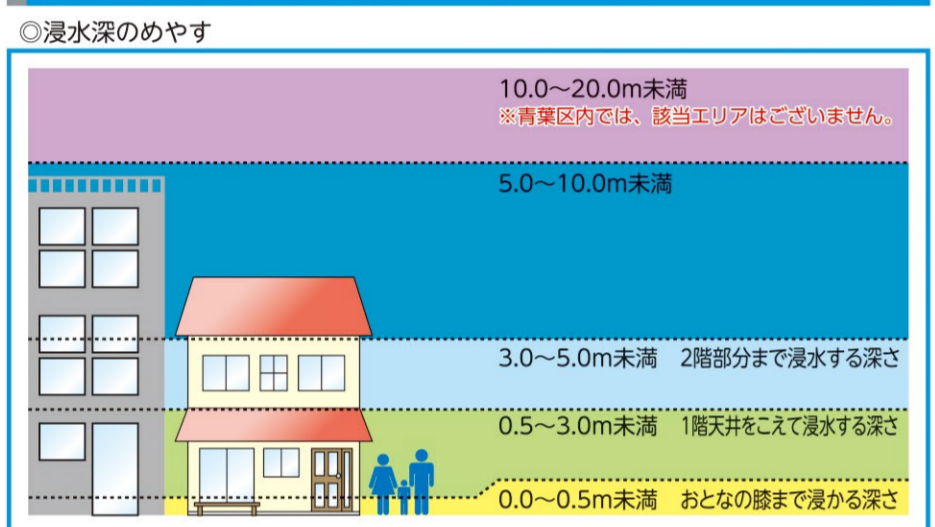 ◎浸水深のめやす
10.0〜20.0m未満
※青葉区内では、該当エリアはございません。
5.0〜10.0m未満
3.0〜5.0m未満 2階部分まで浸水する深さ
0.5〜3.0m未満 1階天井をこえて浸水する深さ
0.0〜0.5m未満 おとなの膝まで浸かる深さ